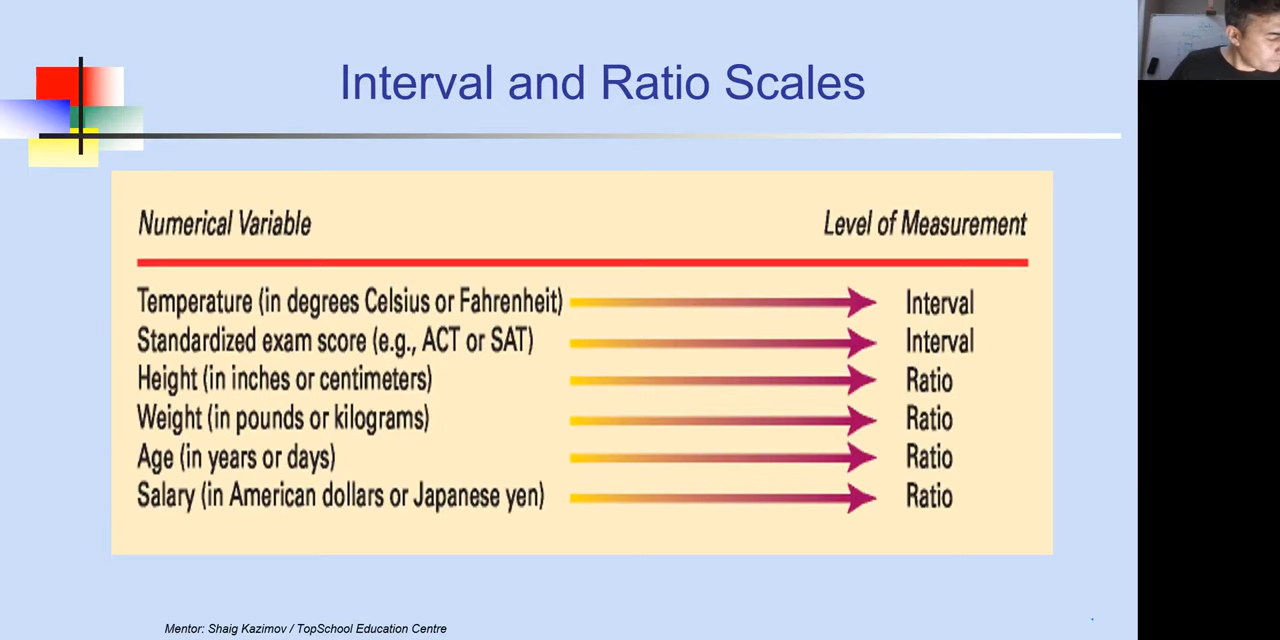 Interval and Ratio Scales
Numerical Variable Level of Measurement
Temperature (in degrees Celsius or Fahrenheit) Interval
Standardized exam score (e.g., ACT or SAT) Interval
Height (in inches or centimeters) Ratio
Weight (in pounds or kilograms) Ratio
Age (in years or days) Ratio
Salary (in American dollars or Japanese yen) Ratio
Mentor: Shaig Kazimov / TopSchool Education Centre